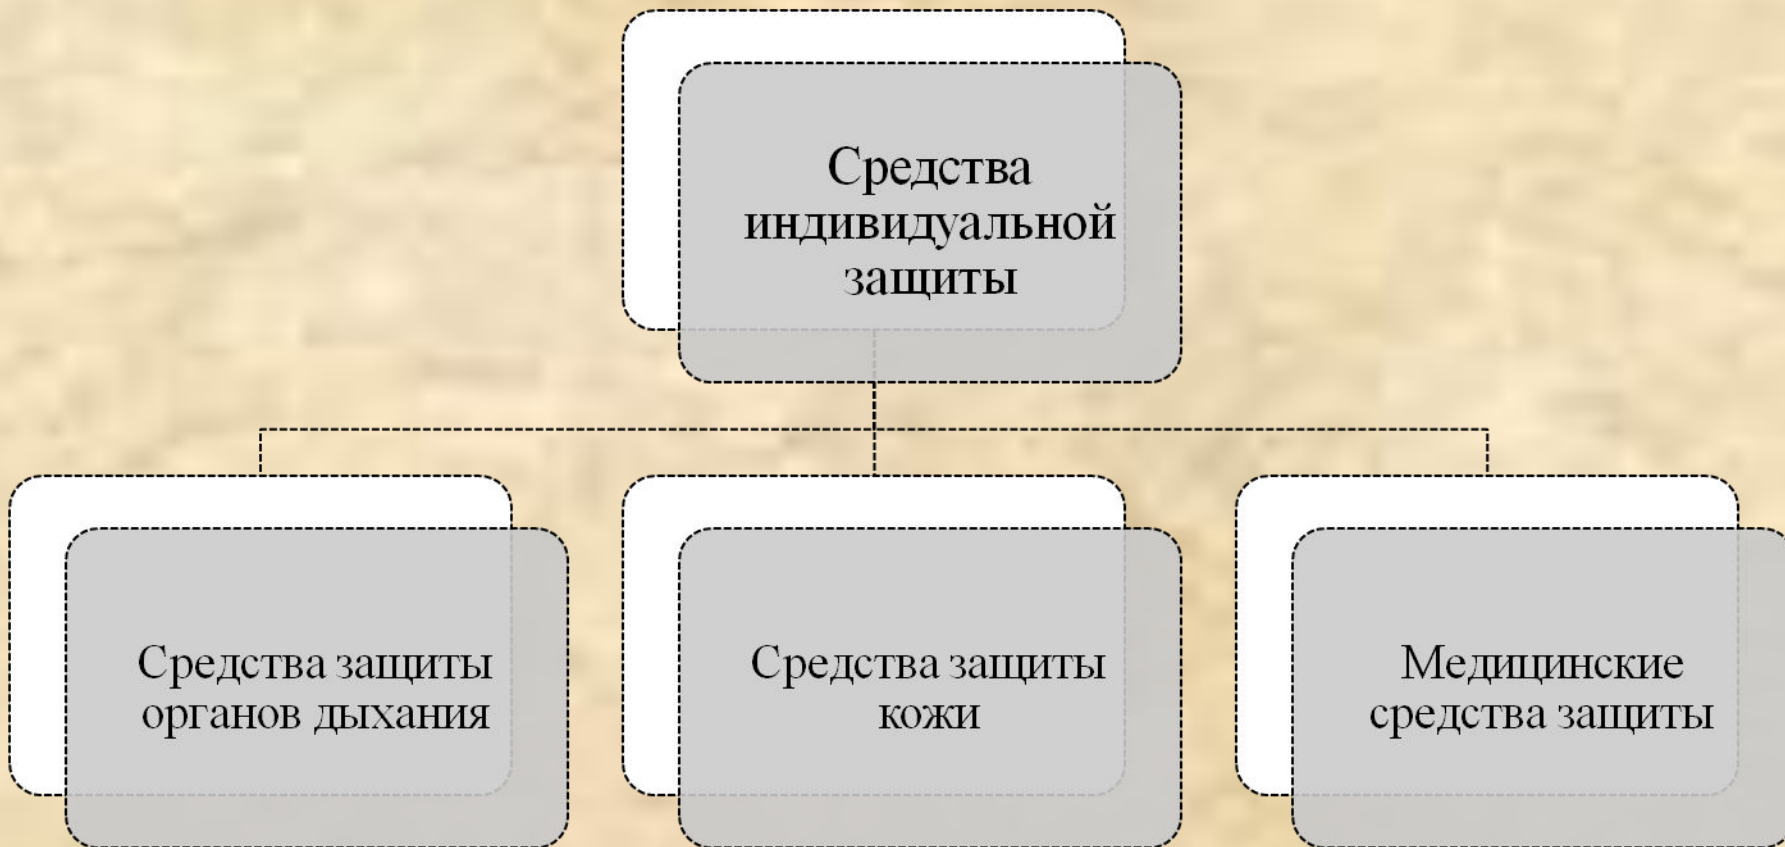 Средства
индивидуальной
защиты
Средства защиты
органов дыхания
Средства защиты
кожи
Медицинские
средства защиты